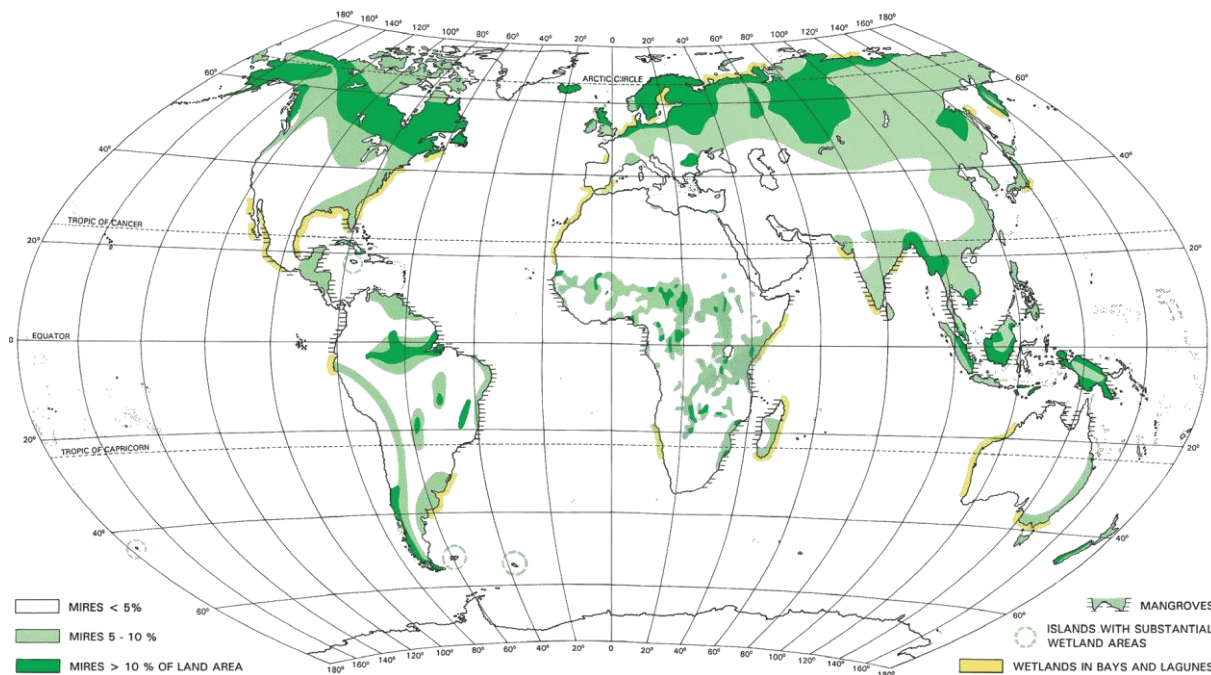 180° 160° 140° 120° 100° 80° 60° 40° 20° 0 20° 40° 60° 80° 100° 120° 140° 160° 180°
60° ARCTIC CIRCLE 60°
40° 40°
TROPIC OF CANCER
20° 20°
EQUATOR
0 0
20° 20°
TROPIC OF CAPRICORN
40° 40°
60° 60°
180° 160° 140° 120° 100° 80° 60° 40° 20° 0 20° 40° 60° 80° 100° 120° 140° 160° 180°
MIRES < 5%
MIRES 5 - 10 %
MIRES > 10 % OF LAND AREA
MANGROVES
ISLANDS WITH SUBSTANTIAL
WETLAND AREAS
WETLANDS IN BAYS AND LAGUNES